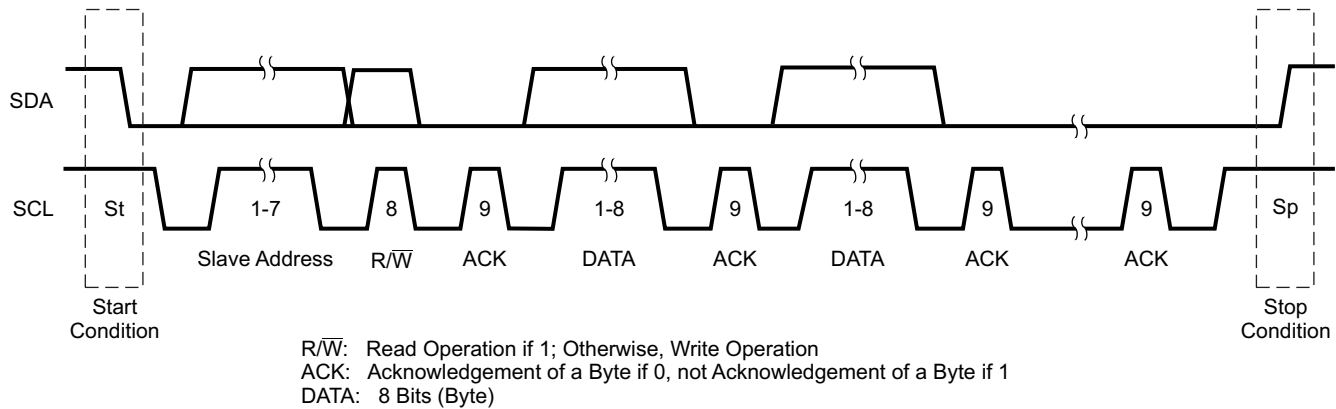 SDA
SCL
St 1-7 8 9 1-8 9 1-8 9 9 Sp
Slave Address R/W̅ ACK DATA ACK DATA ACK ACK
Start
Condition
Stop
Condition
R/W̅: Read Operation if 1; Otherwise, Write Operation
ACK: Acknowledgement of a Byte if 0, not Acknowledgement of a Byte if 1
DATA: 8 Bits (Byte)